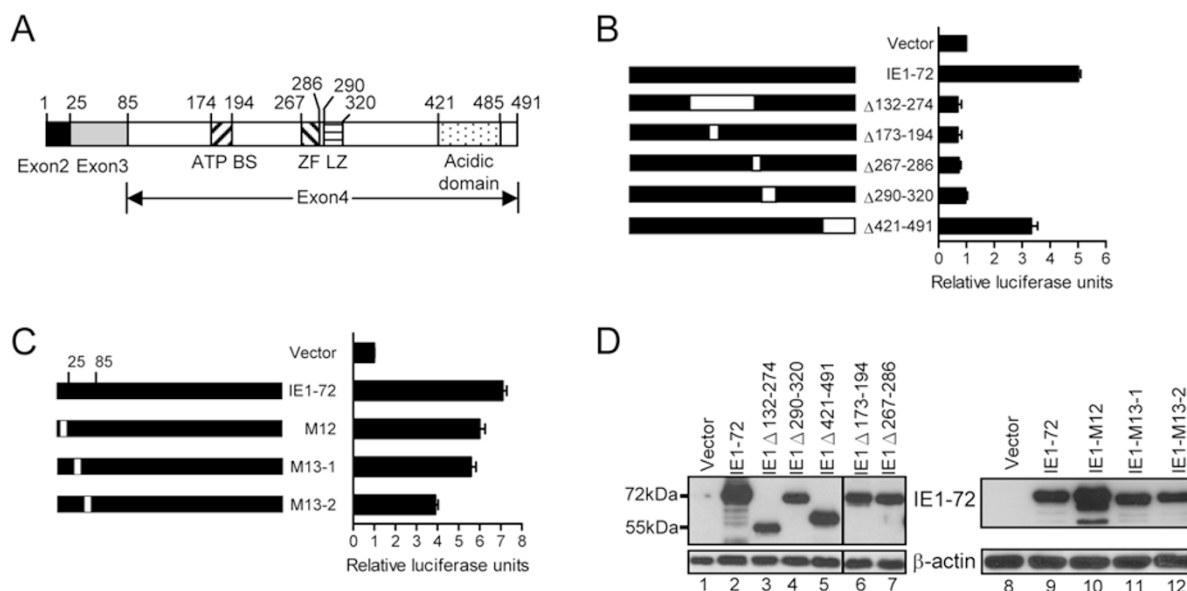 A
286 290
1 25 85 174 194 267 320 421 485 491
Exon2 Exon3 ATP BS ZF LZ Acidic
domain
Exon4
B
Vector
IE1-72
Δ132-274
Δ173-194
Δ267-286
Δ290-320
Δ421-491
0 1 2 3 4 5 6
Relative luciferase units
C
25 85
Vector
IE1-72
M12
M13-1
M13-2
0 1 2 3 4 5 6 7 8
Relative luciferase units
D
Vector
IE1-72
IE1 Δ 132-274
IE1 Δ 290-320
IE1 Δ 421-491
IE1 Δ 173-194
IE1 Δ 267-286
Vector
IE1-72
IE1-M12
IE1-M13-1
IE1-M13-2
72kDa
55kDa
IE1-72
β-actin
1 2 3 4 5 6 7 8 9 10 11 12